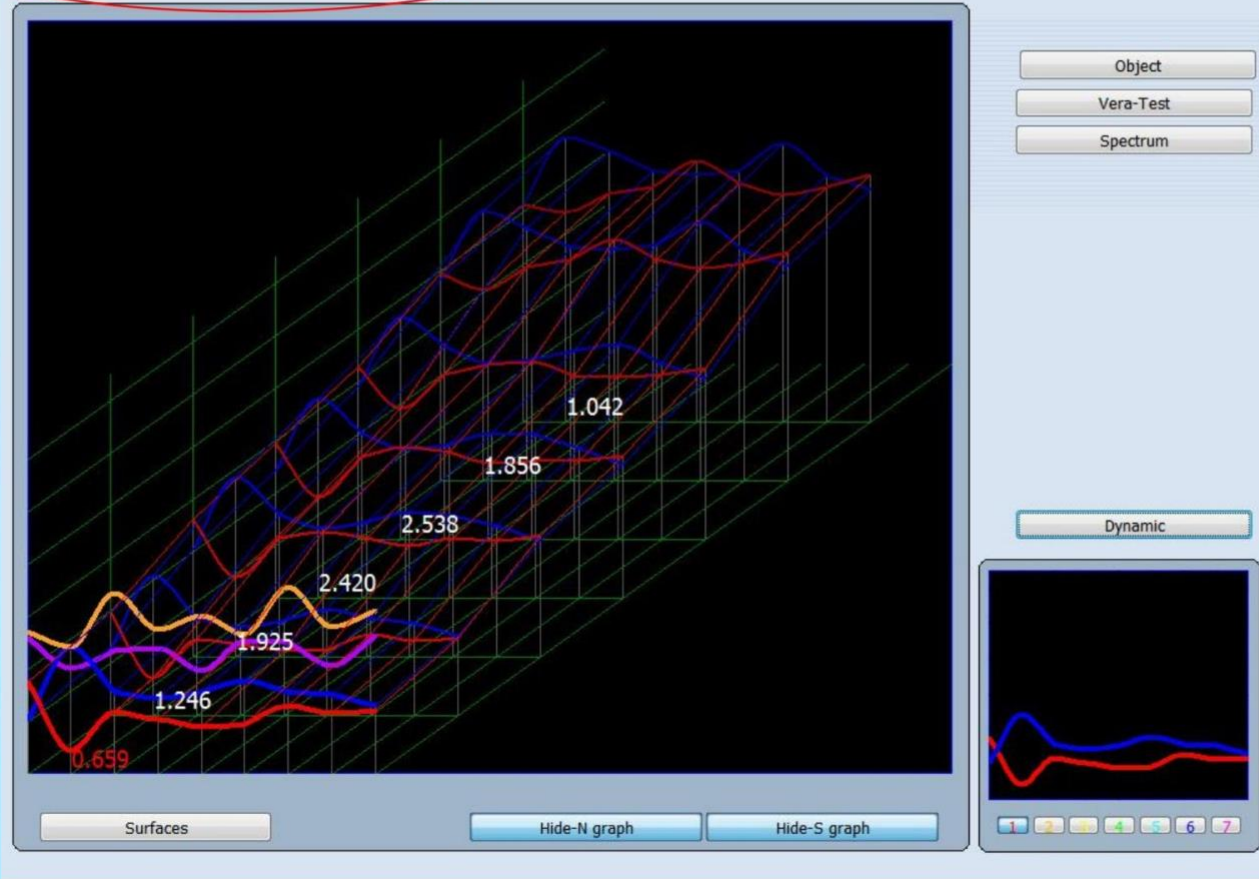 Object
Vera-Test
Spectrum
1.042
1.856
2.538
2.420
1.925
1.246
0.659
Dynamic
Surfaces
Hide-N graph
Hide-S graph
1 2 3 4 5 6 7